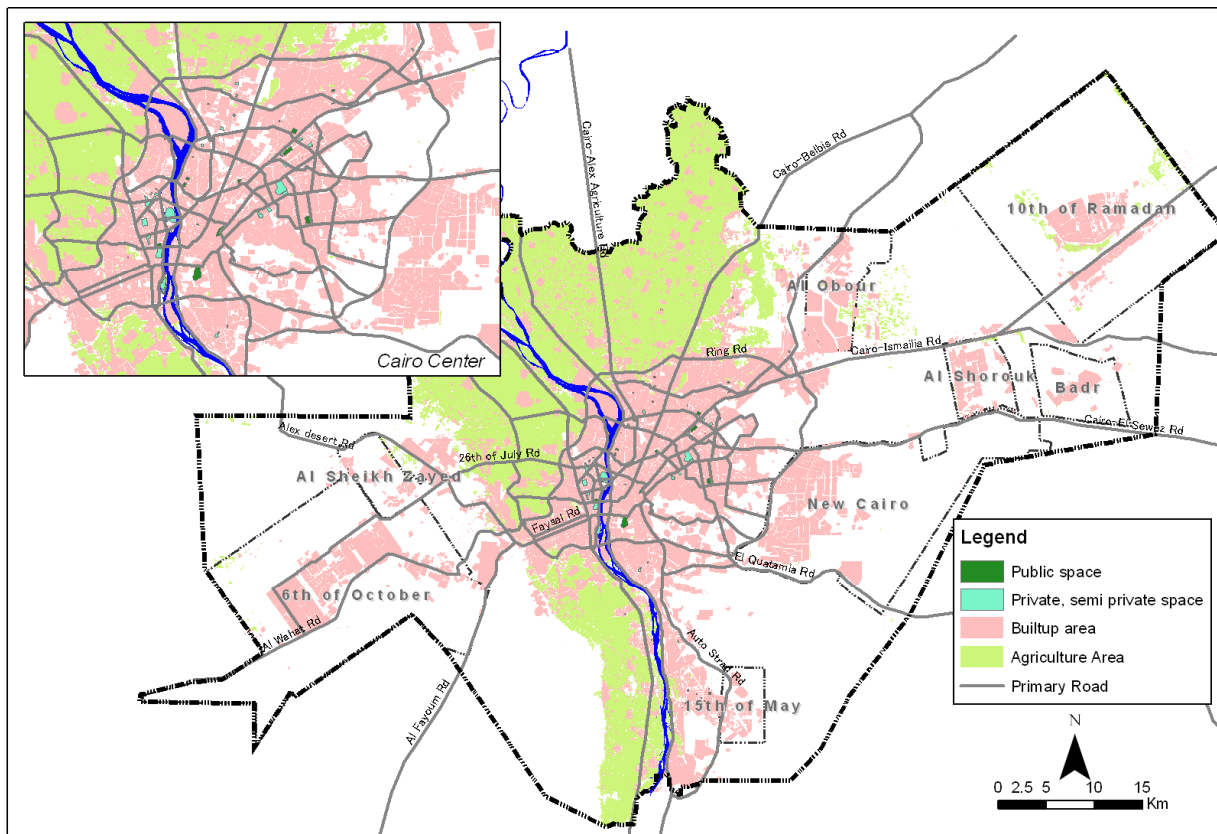 Cairo Center
Cairo-Alex Agriculture Rd
Cairo-Belbis Rd
10th of Ramadan
Al Obour
Ring Rd
Cairo-Ismailia Rd
Al Shorouk
Badr
Cairo-El-Sewez Rd
Alex desert Rd
26th of July Rd
Al Sheikh Zayed
New Cairo
Faysal Rd
El Quatamia Rd
6th of October
Al Wahat Rd
Auto Strad Rd
15th of May
Al Fayoum Rd
Legend
Public space
Private, semi private space
Builtup area
Agriculture Area
Primary Road
N
0 2.5 5 10 15
Km